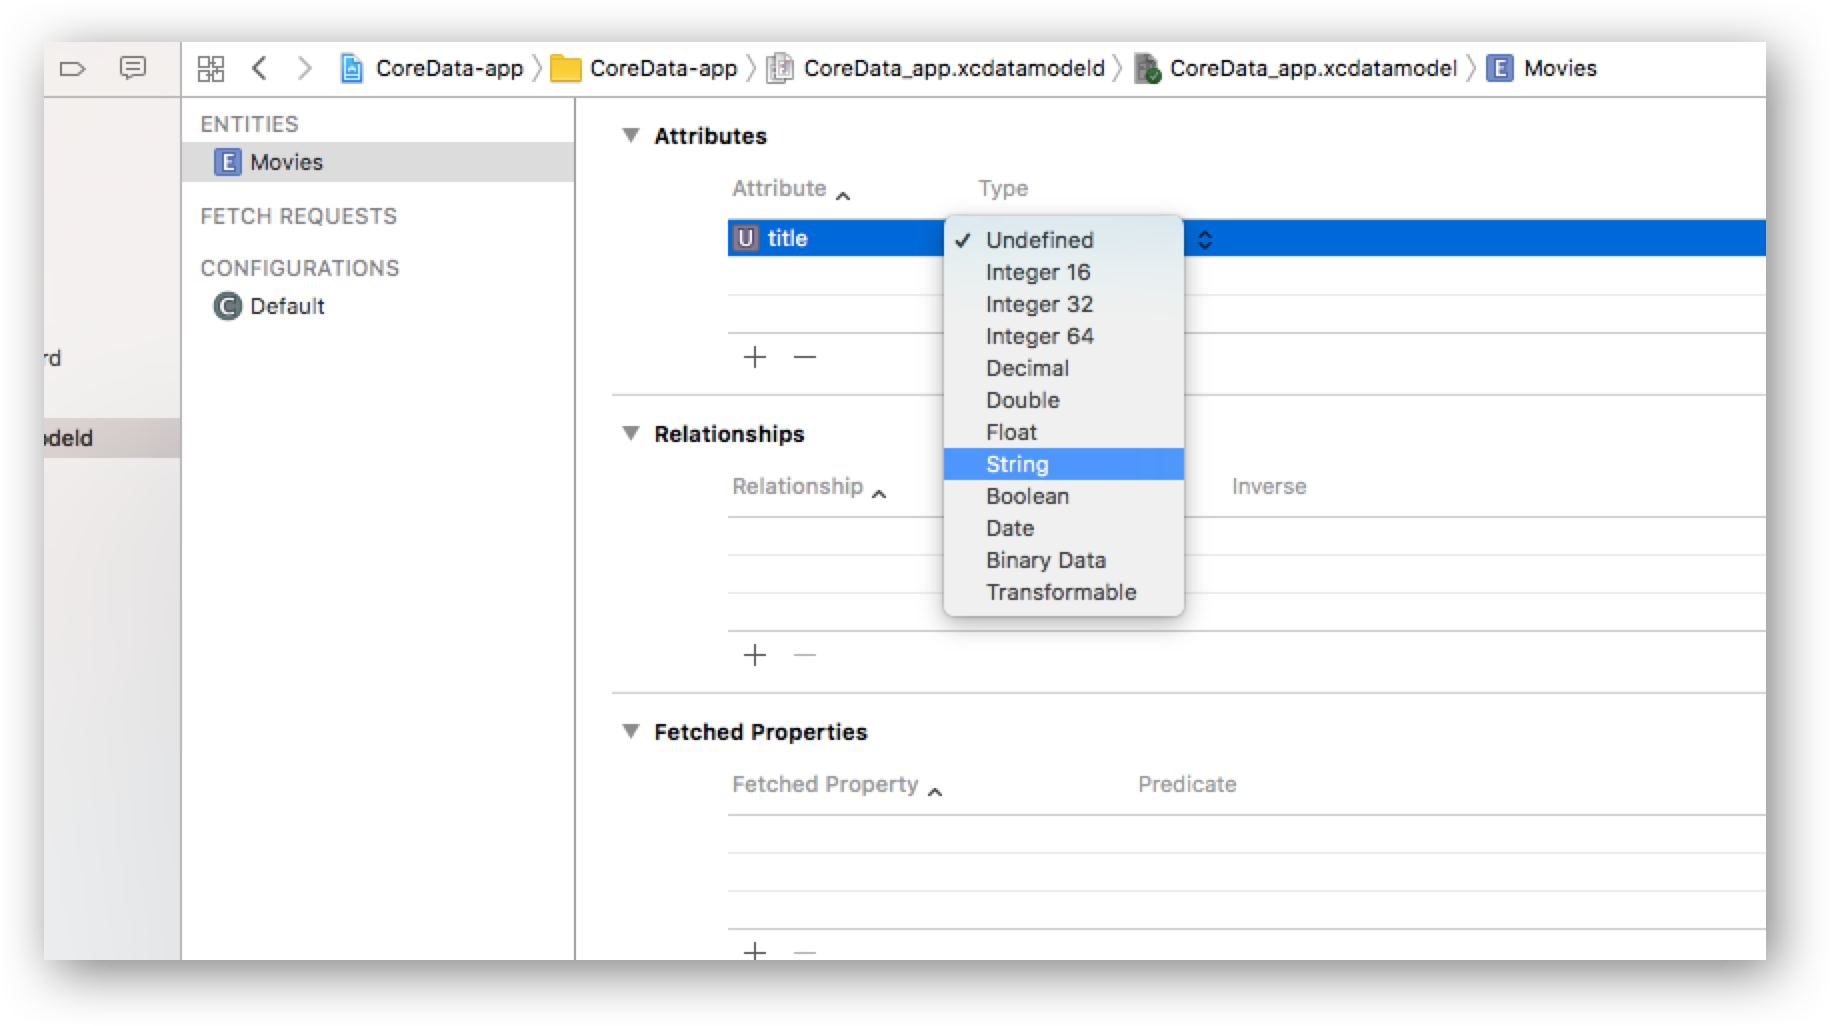 CoreData-app CoreData-app CoreData_app.xcdatamodeld CoreData_app.xcdatamodel E Movies
rd
odeld
ENTITIES
E Movies
FETCH REQUESTS
CONFIGURATIONS
C Default
Attributes
Attribute Type
U title
Undefined
Integer 16
Integer 32
Integer 64
Decimal
Double
Float
String
Boolean
Date
Binary Data
Transformable
Relationships
Relationship Inverse
Fetched Properties
Fetched Property Predicate